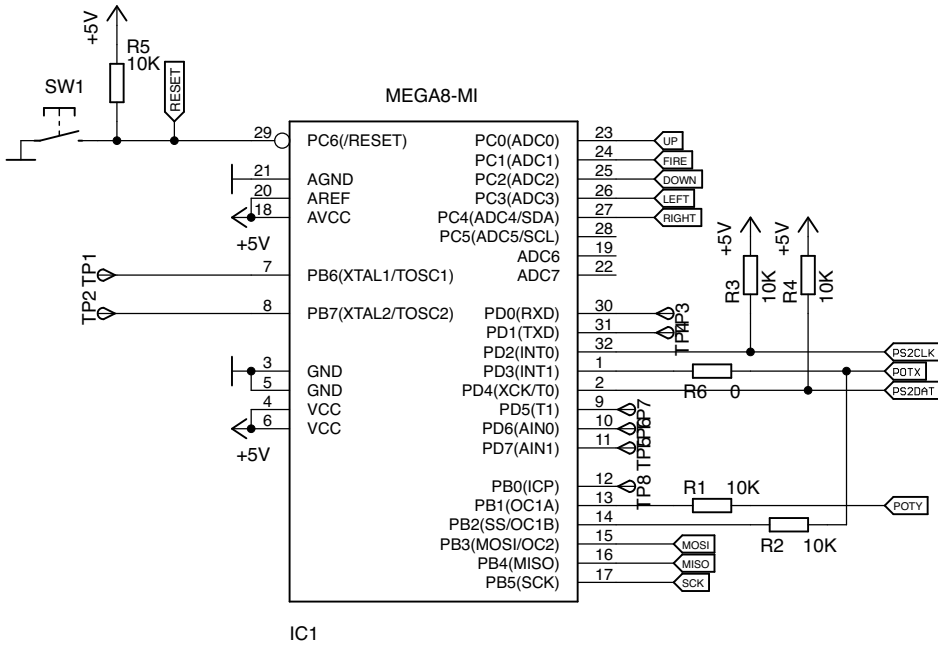 +5V
R5
10K
RESET
SW1
MEGA8-MI
29 PC6(/RESET)
21 AGND
20 AREF
18 AVCC
+5V
TP1 7 PB6(XTAL1/TOSC1)
TP2 8 PB7(XTAL2/TOSC2)
3 GND
5 GND
4 VCC
6 VCC
+5V
PC0(ADC0) 23 UP
PC1(ADC1) 24 FIRE
PC2(ADC2) 25 DOWN
PC3(ADC3) 26 LEFT
PC4(ADC4/SDA) 27 RIGHT
PC5(ADC5/SCL) 28
ADC6 19
ADC7 22
+5V
+5V
R3
10K
R4
10K
PD0(RXD) 30 TP3
PD1(TXD) 31 TP4
PD2(INT0) 32 PS2CLK
PD3(INT1) 1 R6 0 POTX
PD4(XCK/T0) 2 PS2DAT
PD5(T1) 9 TP7
PD6(AIN0) 10 TP6
PD7(AIN1) 11 TP5
PB0(ICP) 12 TP8
PB1(OC1A) 13 R1 10K POTY
PB2(SS/OC1B) 14 R2 10K
PB3(MOSI/OC2) 15 MOSI
PB4(MISO) 16 MISO
PB5(SCK) 17 SCK
IC1